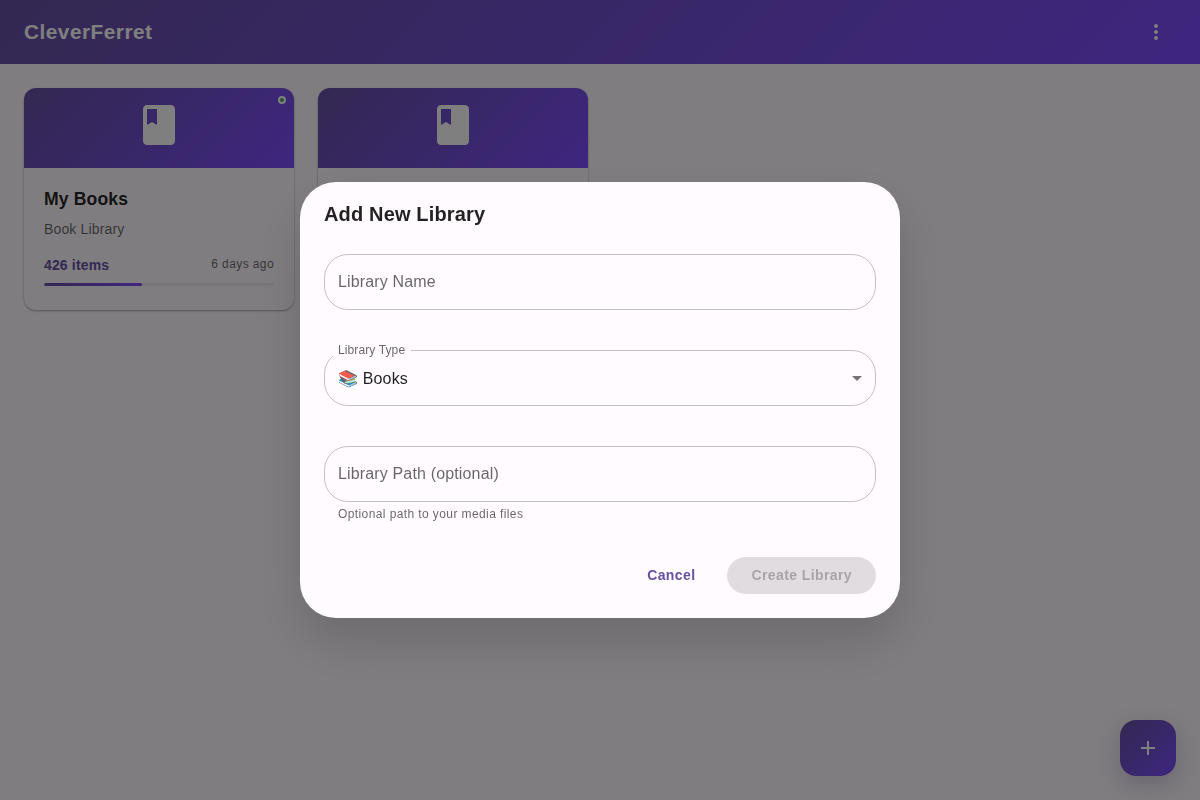 CleverFerret
My Books
Book Library
426 items
6 days ago
Add New Library
Library Name
Library Type
📚 Books
Library Path (optional)
Optional path to your media files
Cancel
Create Library